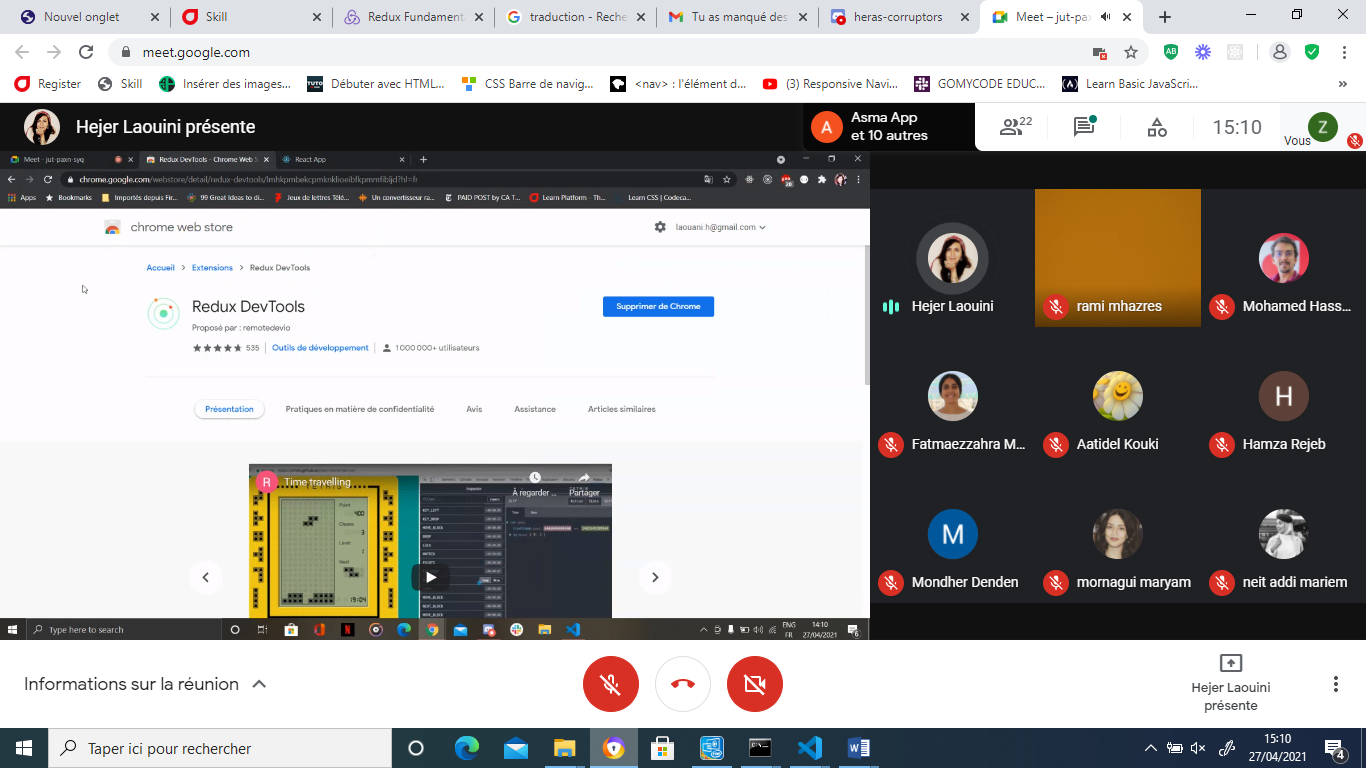 Nouvel onglet
Skill
Redux Fundament
traduction - Reche
Tu as manqué des
heras-corruptors
Meet – jut-pax
meet.google.com
Register
Skill
Insérer des images...
Débuter avec HTML...
CSS Barre de navig...
<nav> : l'élément d...
(3) Responsive Navi...
GOMYCODE EDUC...
Learn Basic JavaScri...
Hejer Laouini présente
A
Asma App
et 10 autres
22
15:10
Vous
Z
Meet - jut-paxn-syq
Redux DevTools - Chrome Web S
React App
chrome.google.com/webstore/detail/redux-devtools/lmhkpmbekcpmknklioeibfkpmmfibljd?hl=fr
Apps
Bookmarks
Importés depuis Fir...
99 Great Ideas to di...
Jeux de lettres Télé...
Un convertisseur ra...
PAID POST by CA T...
Learn Platform - Th...
Learn CSS | Codeca...
chrome web store
laouani.h@gmail.com
Accueil > Extensions > Redux DevTools
Redux DevTools
Supprimer de Chrome
Proposé par : remotedevio
535
Outils de développement
1 000 000+ utilisateurs
Présentation
Pratiques en matière de confidentialité
Avis
Assistance
Articles similaires
R
Time travelling
À regarder ...
Partager
Hejer Laouini
rami mhazres
Mohamed Hass...
Fatmaezzahra M...
Aatidel Kouki
H
Hamza Rejeb
M
Mondher Denden
mornagui maryam
neit addi mariem
Type here to search
ENG
FR
14:10
27/04/2021
Informations sur la réunion
Hejer Laouini
présente
Taper ici pour rechercher
15:10
27/04/2021
4